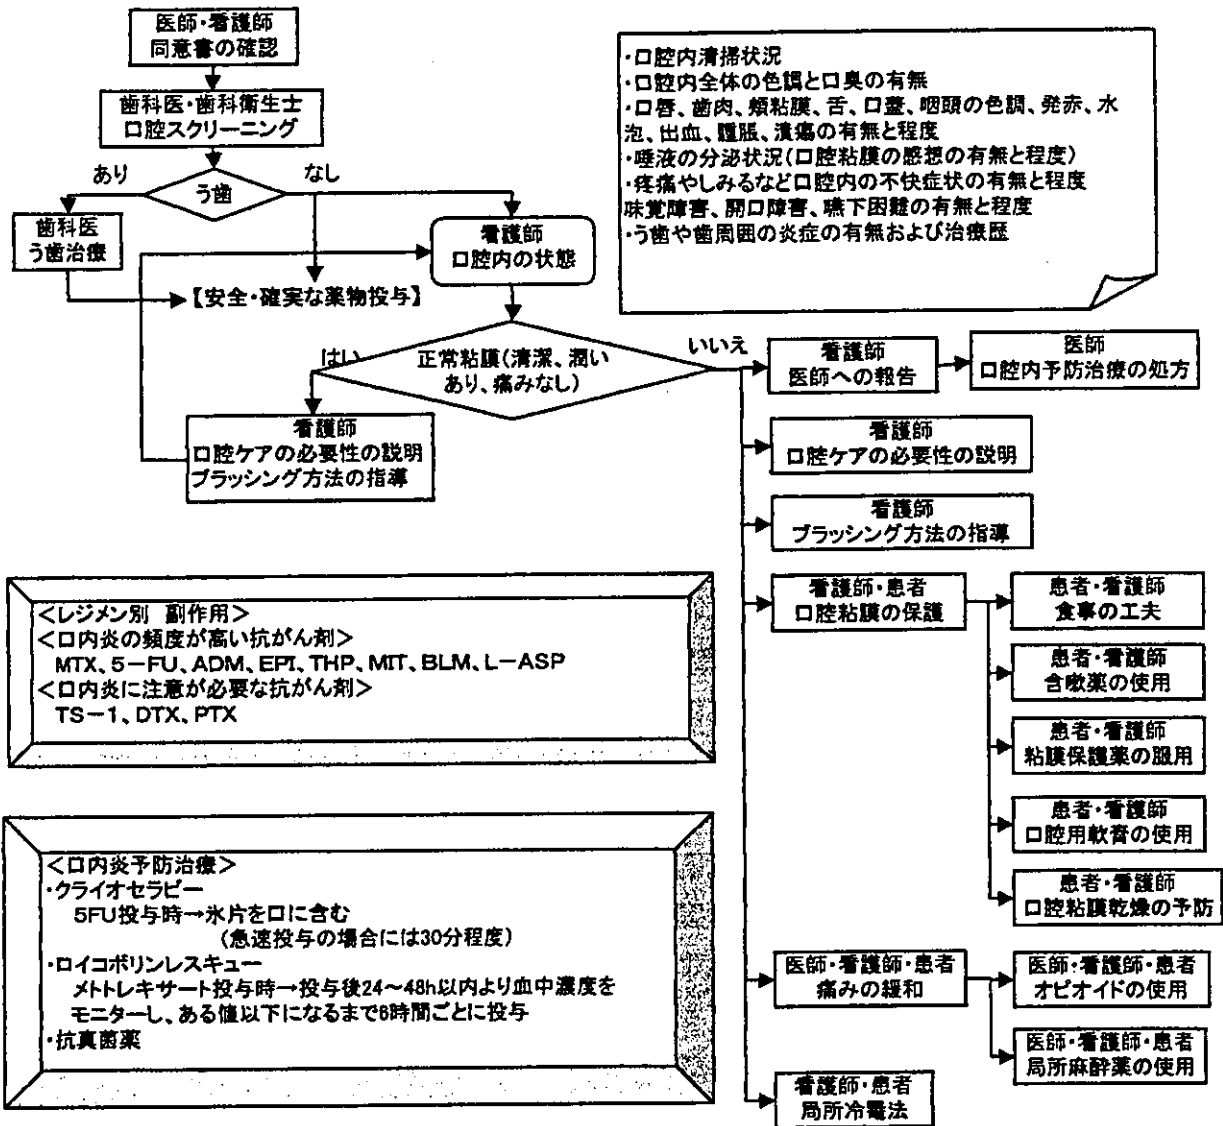 医師・看護師
同意書の確認
歯科医・歯科衛生士
口腔スクリーニング
あり
なし
う歯
歯科医
う歯治療
看護師
口腔内の状態
【安全・確実な薬物投与】
・口腔内清掃状況
・口腔内全体の色調と口臭の有無
・口唇、歯肉、頬粘膜、舌、口蓋、咽頭の色調、発赤、水
泡、出血、腫脹、潰瘍の有無と程度
・唾液の分泌状況(口腔粘膜の感想の有無と程度)
・疼痛やしみるなど口腔内の不快症状の有無と程度
味覚障害、開口障害、嚥下困難の有無と程度
・う歯や歯周囲の炎症の有無および治療歴
はい
正常粘膜(清潔、潤い
あり、痛みなし)
いいえ
看護師
医師への報告
医師
口腔内予防治療の処方
看護師
口腔ケアの必要性の説明
ブラッシング方法の指導
看護師
口腔ケアの必要性の説明
看護師
ブラッシング方法の指導
看護師・患者
口腔粘膜の保護
患者・看護師
食事の工夫
患者・看護師
含嗽薬の使用
患者・看護師
粘膜保護薬の服用
患者・看護師
口腔用軟膏の使用
患者・看護師
口腔粘膜乾燥の予防
医師・看護師・患者
痛みの緩和
医師・看護師・患者
オピオイドの使用
医師・看護師・患者
局所麻酔薬の使用
看護師・患者
局所冷罨法
<レジメン別 副作用>
<口内炎の頻度が高い抗がん剤>
MTX、5-FU、ADM、EPI、THP、MIT、BLM、L-ASP
<口内炎に注意が必要な抗がん剤>
TS-1、DTX、PTX
<口内炎予防治療>
・クライオセラピー
5FU投与時→氷片を口に含む
(急速投与の場合には30分程度)
・ロイコボリンレスキュー
メトトレキサート投与時→投与後24~48h以内より血中濃度を
モニターし、ある値以下になるまで6時間ごとに投与
・抗真菌薬